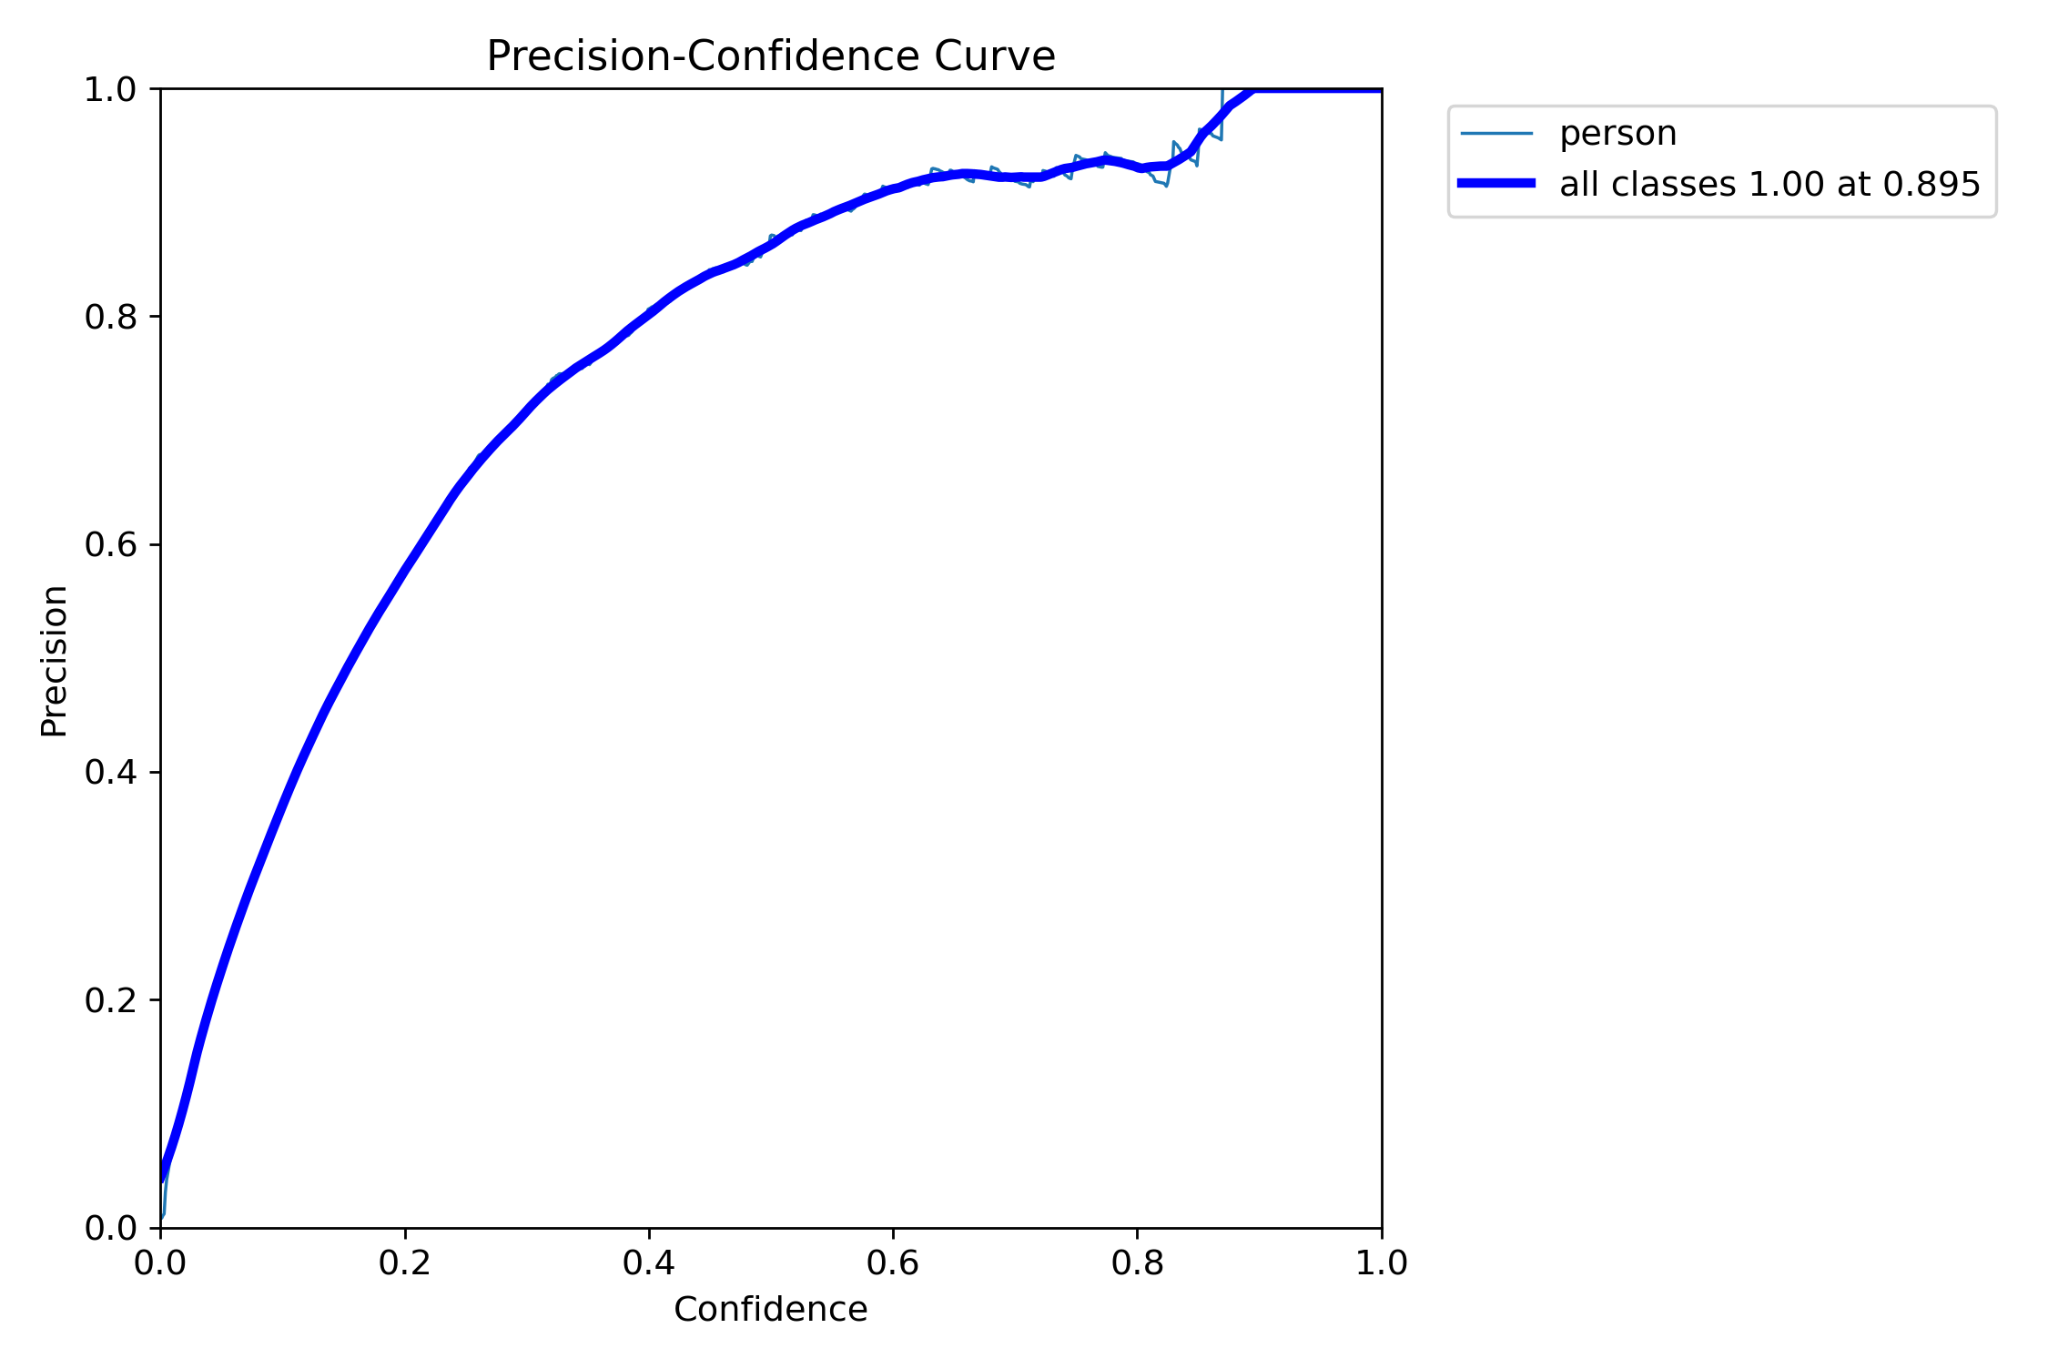 Precision-Confidence Curve
1.0
0.8
0.6
0.4
0.2
0.0
Precision
0.0 0.2 0.4 0.6 0.8 1.0
Confidence
person
all classes 1.00 at 0.895